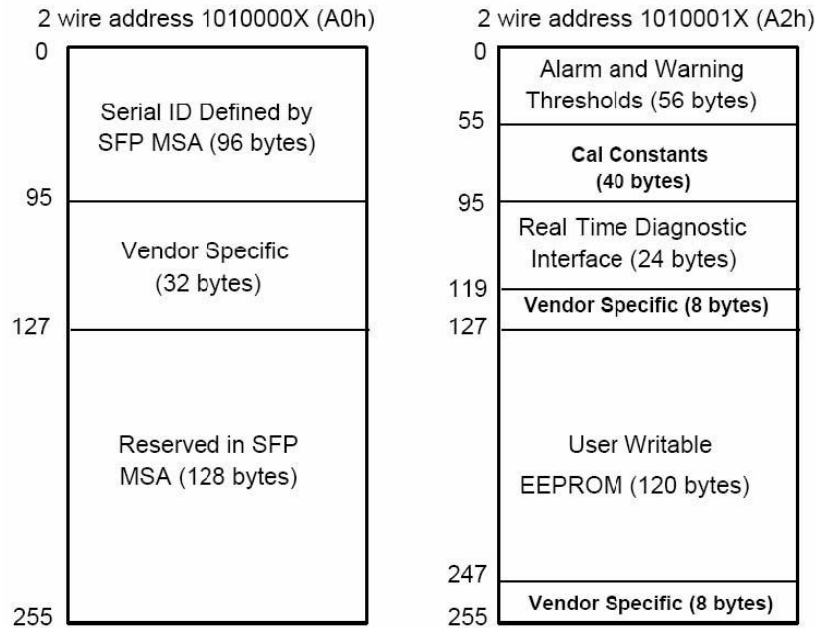 2 wire address 1010000X (A0h)
0
Serial ID Defined by
SFP MSA (96 bytes)
95
Vendor Specific
(32 bytes)
127
Reserved in SFP
MSA (128 bytes)
255
2 wire address 1010001X (A2h)
0
Alarm and Warning
Thresholds (56 bytes)
55
Cal Constants
(40 bytes)
95
Real Time Diagnostic
Interface (24 bytes)
119
Vendor Specific (8 bytes)
127
User Writable
EEPROM (120 bytes)
247
Vendor Specific (8 bytes)
255